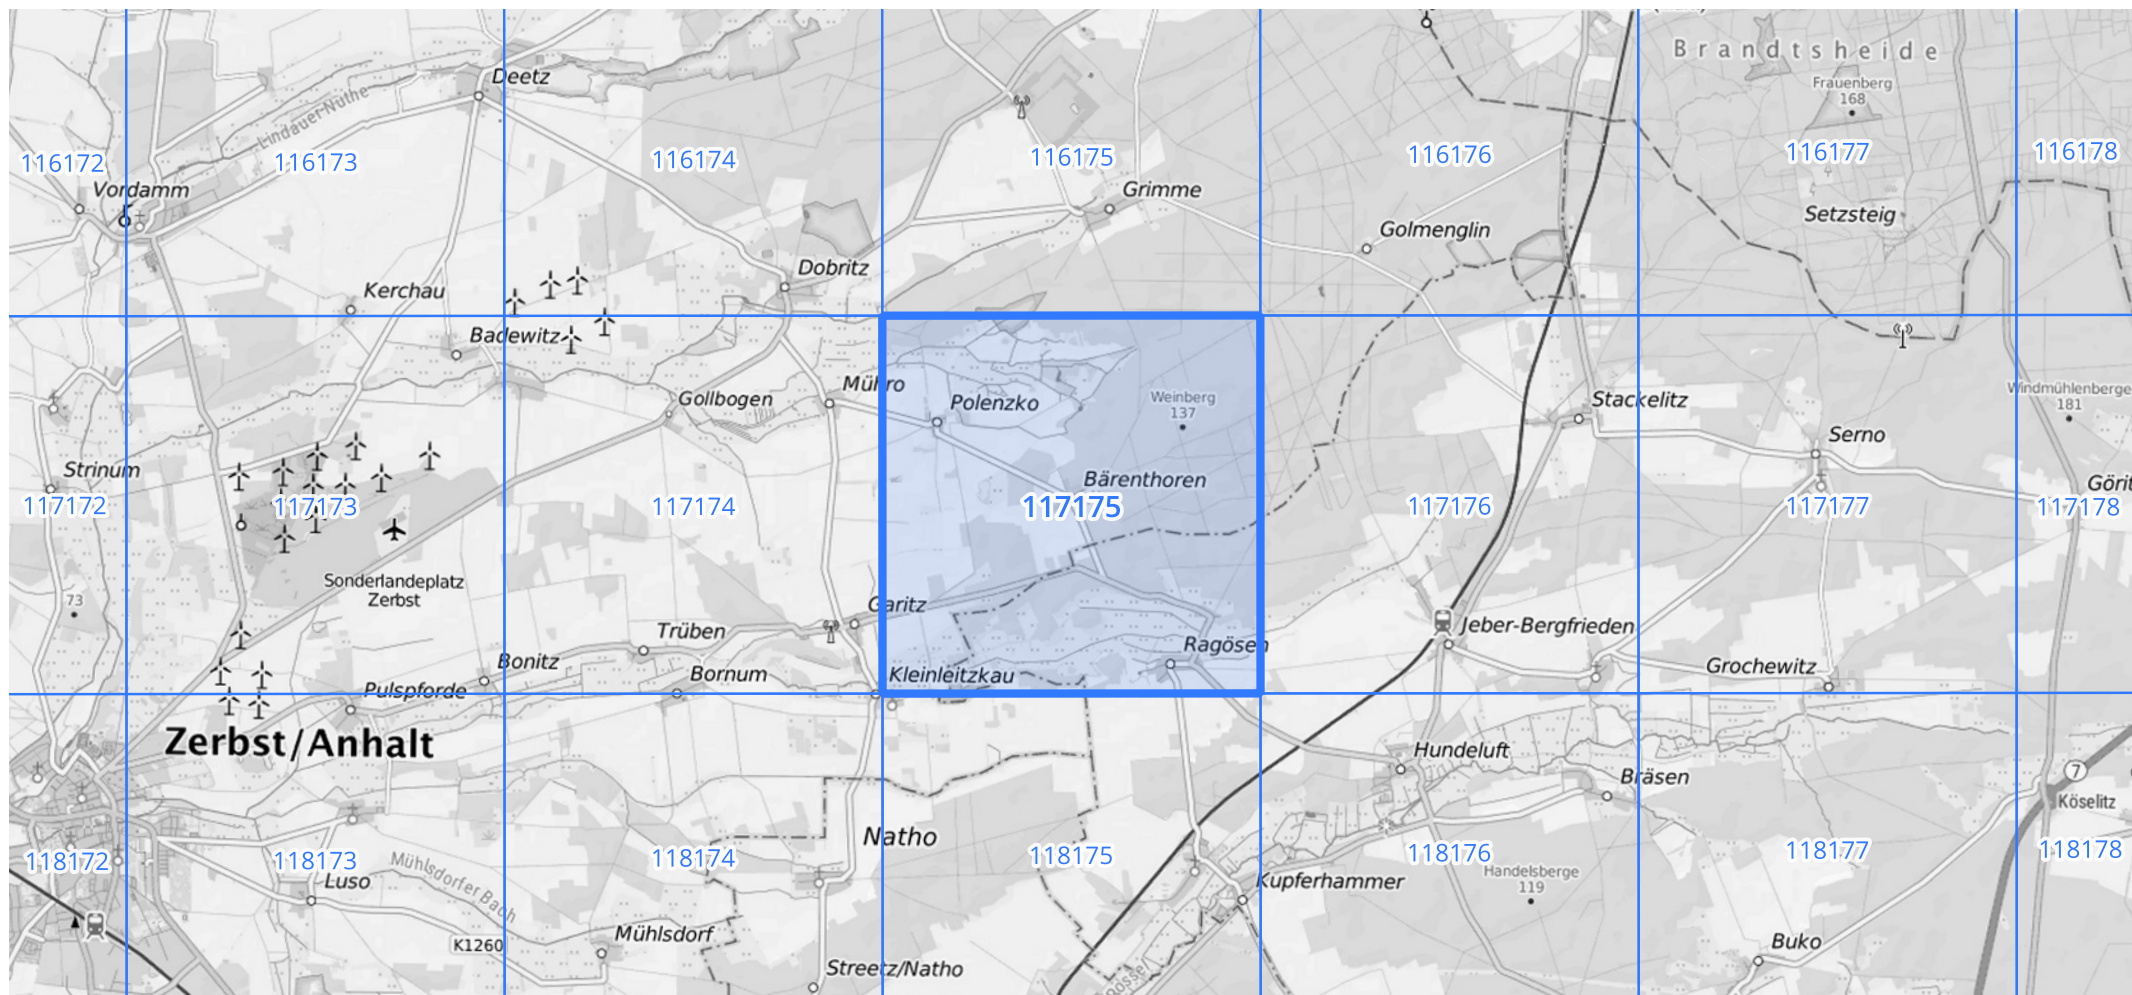 Brandtsheide
Deetz
Frauenberg
168
Lindauer Nuthe
116172
116173
116174
116175
116176
116177
116178
Vordamm
Grimme
Setzsteig
Golmenglin
Dobritz
Kerchau
Badewitz
Mühro
Gollbogen
Polenzko
Weinberg
137
Stackelitz
Windmühlenberge
181
Serno
Strinum
Bärenthoren
Görit
117172
117173
117174
117175
117176
117177
117178
Sonderlandeplatz
Zerbst
73
Garitz
Trüben
Jeber-Bergfrieden
Ragösen
Bonitz
Bornum
Kleinleitzkau
Grochewitz
Pulspforde
Zerbst/Anhalt
Hundeluft
Bräsen
7
Köselitz
Natho
118172
118173
118174
118175
118176
118177
118178
Mühlsdorfer Bach
Luso
Kupferhammer
Handelsberge
119
K1260
Mühlsdorf
Buko
Streetz/Natho